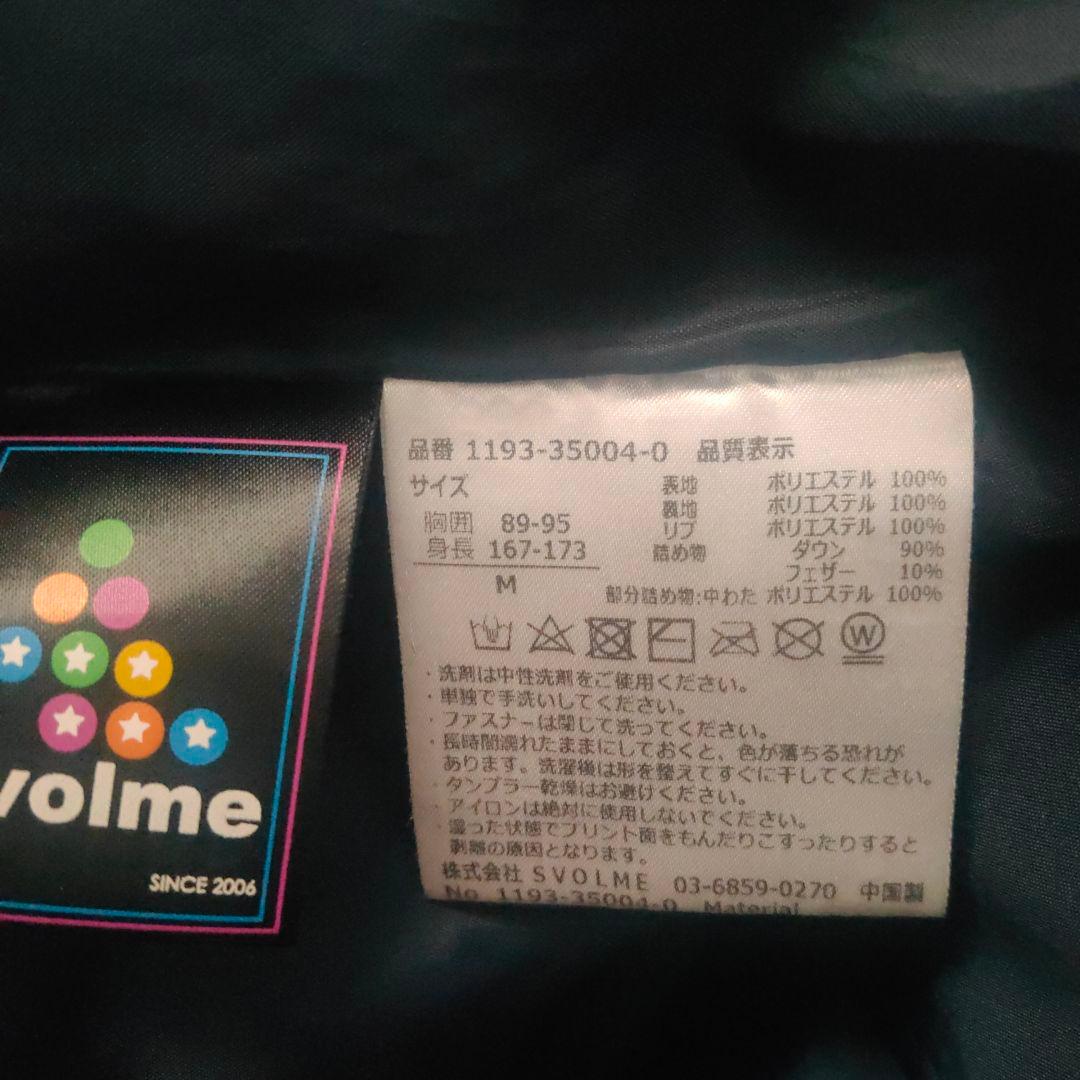 volme
SINCE 2006
品番 1193-35004-0 品質表示
サイズ 表地 ポリエステル 100%
裏地 ポリエステル 100%
胸囲 89-95 リブ ポリエステル 100%
身長 167-173 詰め物 ダウン 90%
フェザー 10%
M 部分詰め物:中わた ポリエステル 100%
W
・洗剤は中性洗剤をご使用ください。
・単独で手洗いしてください。
・ファスナーは閉じて洗ってください。
・長時間濡れたままにしておくと、色が落ちる恐れが
あります。洗濯後は形を整えてすぐに干してください。
・タンブラー乾燥はお避けください。
・アイロンは絶対に使用しないでください。
・湿った状態でプリント面をもんだりこすったりすると
剥離の原因となります。
株式会社 SVOLME 03-6859-0270 中国製
No 1193-35004-0 Material